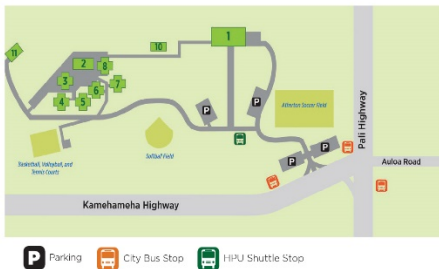 1
11
10
2
8
3
7
6
4
5
P
P
Atherton Soccer Field
Pali Highway
P
P
Auloa Road
Basketball, Volleyball, and
Tennis Courts
Softball Field
Kamehameha Highway
P Parking
City Bus Stop
HPU Shuttle Stop